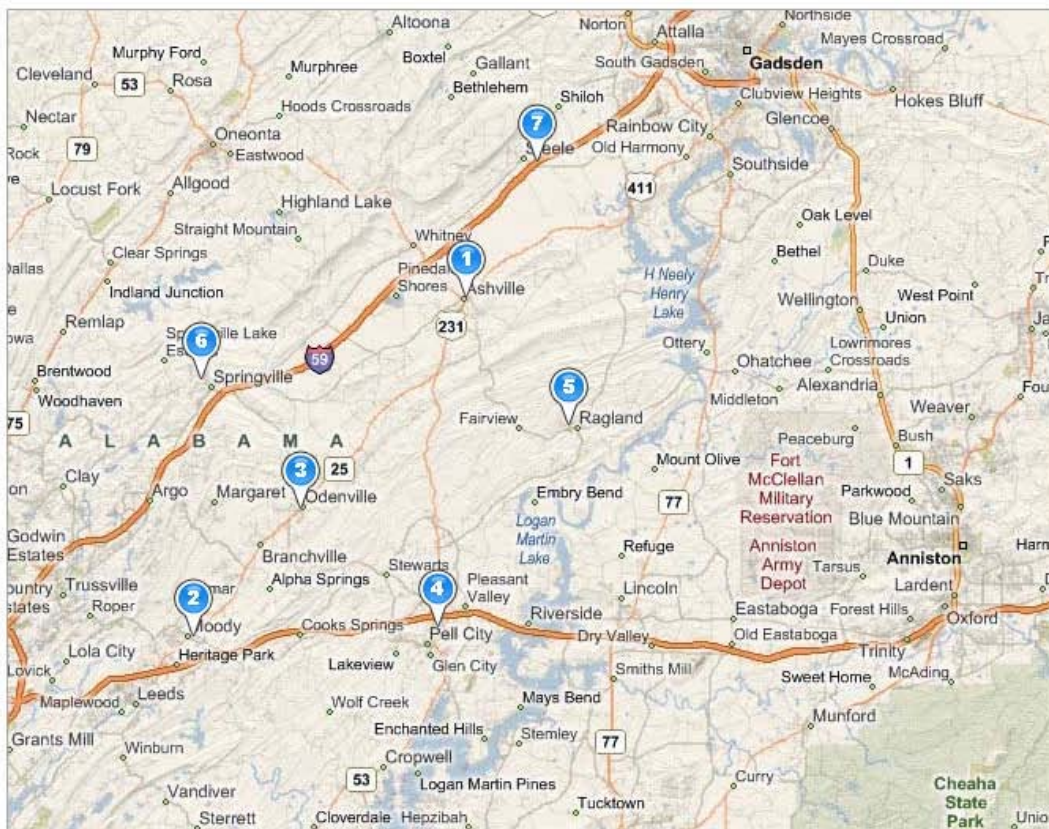 Altoona
Norton
Attalla
Northside
Murphy Ford
Boxtel
Mayes Crossroad
Cleveland
53
Rosa
Murphree
Gallant
South Gadsden
Gadsden
Bethlehem
Hokes Bluff
Nectar
Hoods Crossroads
Shiloh
Clubview Heights
7
Rainbow City
Glencoe
Oneonta
79
Eastwood
Old Harmony
Southside
Locust Fork
Allgood
411
Highland Lake
Oak Level
Straight Mountain
Whitney
Clear Springs
1
Bethel
Duke
Pinedale
Shores
Ashville
H Neely
Henry
Lake
Indland Junction
Wellington
West Point
Remlap
231
Union
6
59
Ottery
Lowrimores
Crossroads
Brentwood
Springville
Ohatchee
Alexandria
Woodhaven
5
Middleton
75
Fairview
Ragland
Weaver
Peaceburg
ALABAMA
Bush
3
25
Mount Olive
Fort
McClellan
Military
Reservation
1
Clay
Saks
Argo
Margaret
Odenville
Embry Bend
77
Parkwood
Logan
Martin
Lake
Blue Mountain
Godwin
Estates
Branchville
Refuge
Anniston
Army
Depot
Anniston
Stewarts
Tarsus
Trussville
Alpha Springs
4
Pleasant
Valley
Lincoln
Lardent
Roper
2
Riverside
Eastaboga
Forest Hills
Oxford
Moody
Cooks Springs
Pell City
Dry Valley
Old Eastaboga
Lola City
Heritage Park
Trinity
Lovick
Lakeview
Glen City
Smiths Mill
Sweet Home
McAding
Maplewood
Leeds
Mays Bend
Wolf Creek
Munford
Grants Mill
Enchanted Hills
Stemley
77
Winburn
Cropwell
53
Logan Martin Pines
Curry
Cheaha
State
Park
Vandiver
Tucktown
Sterrett
Cloverdale
Hepzibah